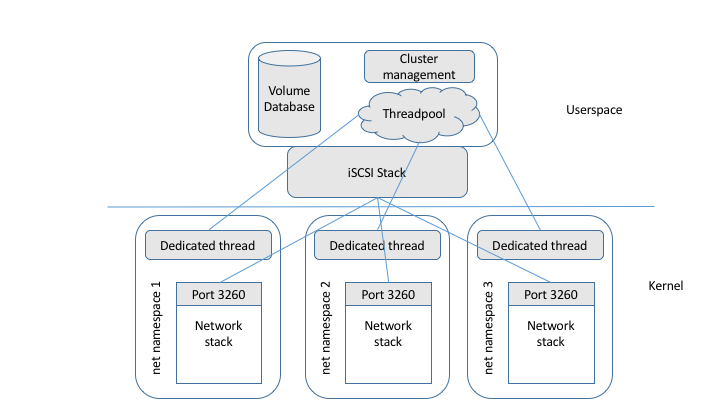 Cluster
management
Volume
Database
Threadpool
Userspace
iSCSI Stack
Dedicated thread
Dedicated thread
Dedicated thread
net namespace 1
Port 3260
Network
stack
net namespace 2
Port 3260
Network
stack
net namespace 3
Port 3260
Network
stack
Kernel